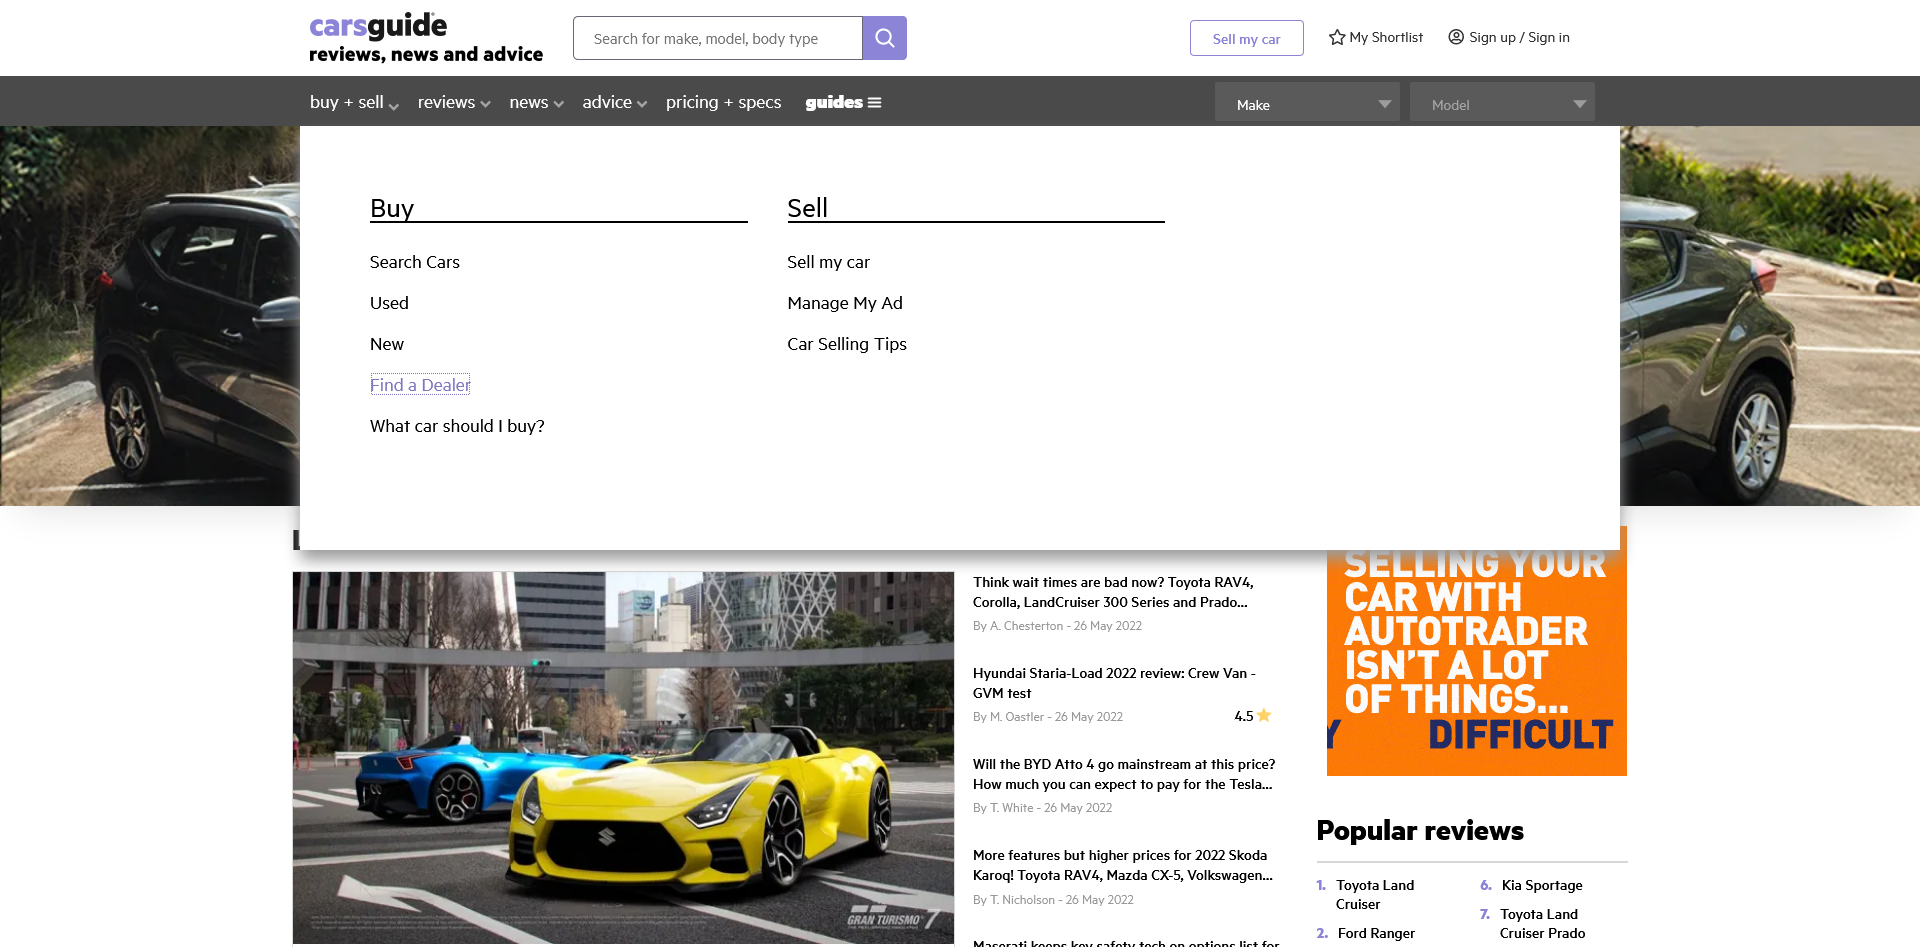 carsguide
reviews, news and advice
Search for make, model, body type
Sell my car
My Shortlist
Sign up / Sign in
buy + sell
reviews
news
advice
pricing + specs
guides
Make
Model
Buy
Search Cars
Used
New
Find a Dealer
What car should I buy?
Sell
Sell my car
Manage My Ad
Car Selling Tips
Think wait times are bad now? Toyota RAV4,
Corolla, LandCruiser 300 Series and Prado...
By A. Chesterton - 26 May 2022
Hyundai Staria-Load 2022 review: Crew Van -
GVM test
By M. Oastler - 26 May 2022
4.5
Will the BYD Atto 4 go mainstream at this price?
How much you can expect to pay for the Tesla...
By T. White - 26 May 2022
More features but higher prices for 2022 Skoda
Karoq! Toyota RAV4, Mazda CX-5, Volkswagen...
By T. Nicholson - 26 May 2022
Maserati keeps key safety tech on options list for
GRAN TURISMO 7
SELLING YOUR
CAR WITH
AUTOTRADER
ISN'T A LOT
OF THINGS...
Y DIFFICULT
Popular reviews
1. Toyota Land
Cruiser
2. Ford Ranger
6. Kia Sportage
7. Toyota Land
Cruiser Prado